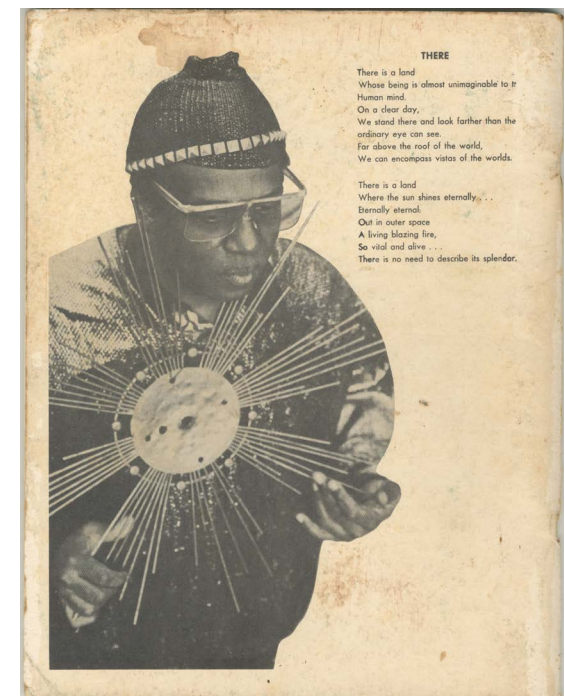 THERE
There is a land
Whose being is almost unimaginable to
Human mind.
On a clear day,
We stand there and look farther than the
ordinary eye can see.
Far above the roof of the world,
We can encompass vistas of the worlds.
There is a land
Where the sun shines eternally . . .
Eternally eternal:
Out in outer space
A living blazing fire,
So vital and alive . . .
There is no need to describe its splendor.